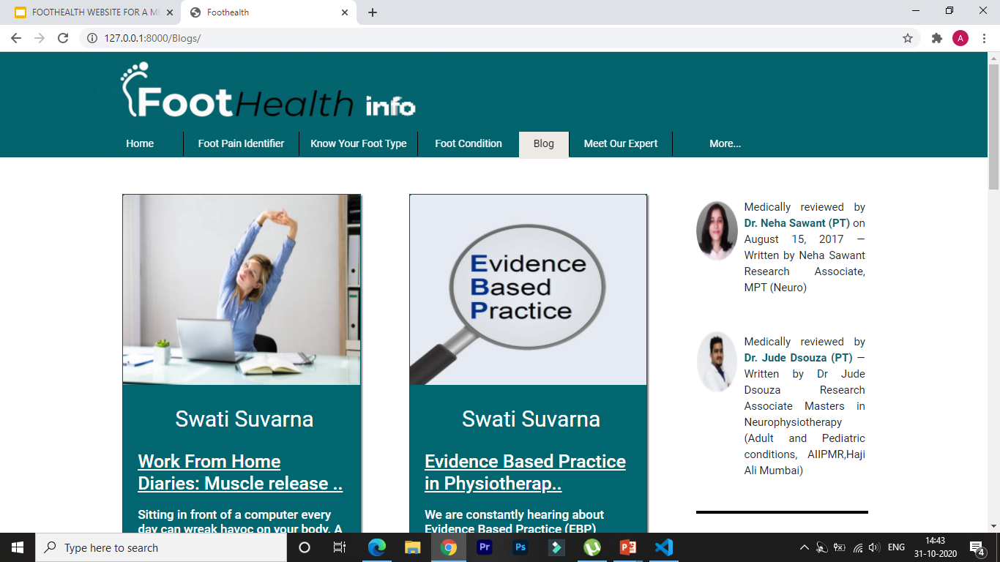 FOOTHEALTH WEBSITE FOR A ME
Foothealth
127.0.0.1:8000/Blogs/
A
FootHealth info
Home
Foot Pain Identifier
Know Your Foot Type
Foot Condition
Blog
Meet Our Expert
More...
Evidence
Based
Practice
Swati Suvarna
Work From Home
Diaries: Muscle release ..
Sitting in front of a computer every
day can wreak havoc on your body. A
Swati Suvarna
Evidence Based Practice
in Physiotherap..
We are constantly hearing about
Evidence Based Practice (EBP)
Medically reviewed by
Dr. Neha Sawant (PT) on
August 15, 2017 —
Written by Neha Sawant
Research Associate,
MPT (Neuro)
Medically reviewed by
Dr. Jude Dsouza (PT) —
Written by Dr Jude
Dsouza Research
Associate Masters in
Neurophysiotherapy
(Adult and Pediatric
conditions, AIIPMR,Haji
Ali Mumbai)
Type here to search
Pr
Ps
ENG
14:43
31-10-2020
4